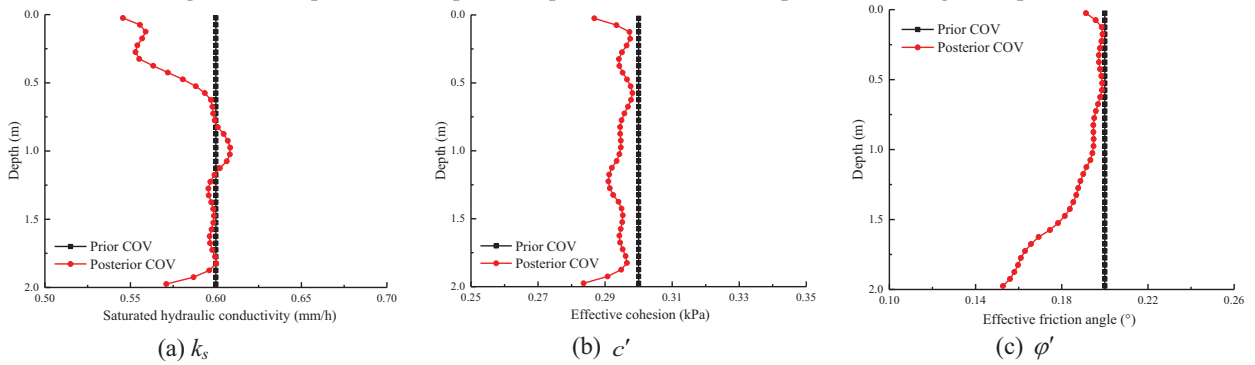 0.0
0.5
1.0
1.5
2.0
Depth (m)
Prior COV
Posterior COV
0.50 0.55 0.60 0.65 0.70
Saturated hydraulic conductivity (mm/h)
(a) kₛ
0.0
0.5
1.0
1.5
2.0
Depth (m)
Prior COV
Posterior COV
0.25 0.27 0.29 0.31 0.33 0.35
Effective cohesion (kPa)
(b) c′
0.0
0.5
1.0
1.5
2.0
Depth (m)
Prior COV
Posterior COV
0.10 0.14 0.18 0.22 0.26
Effective friction angle (°)
(c) φ′